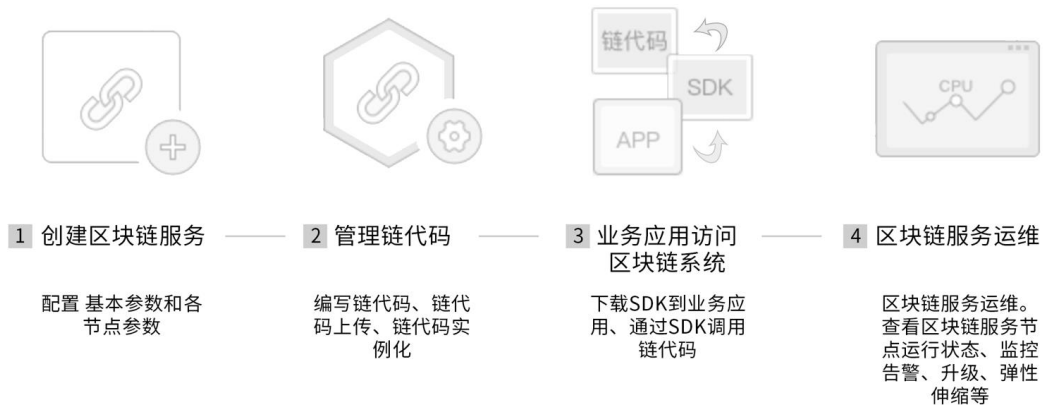 链代码
SDK
APP
CPU
1 创建区块链服务
配置 基本参数和各
节点参数
2 管理链代码
编写链代码、链代
码上传、链代码实
例化
3 业务应用访问
区块链系统
下载SDK到业务应
用、通过SDK调用
链代码
4 区块链服务运维
区块链服务运维。
查看区块链服务节
点运行状态、监控
告警、升级、弹性
伸缩等